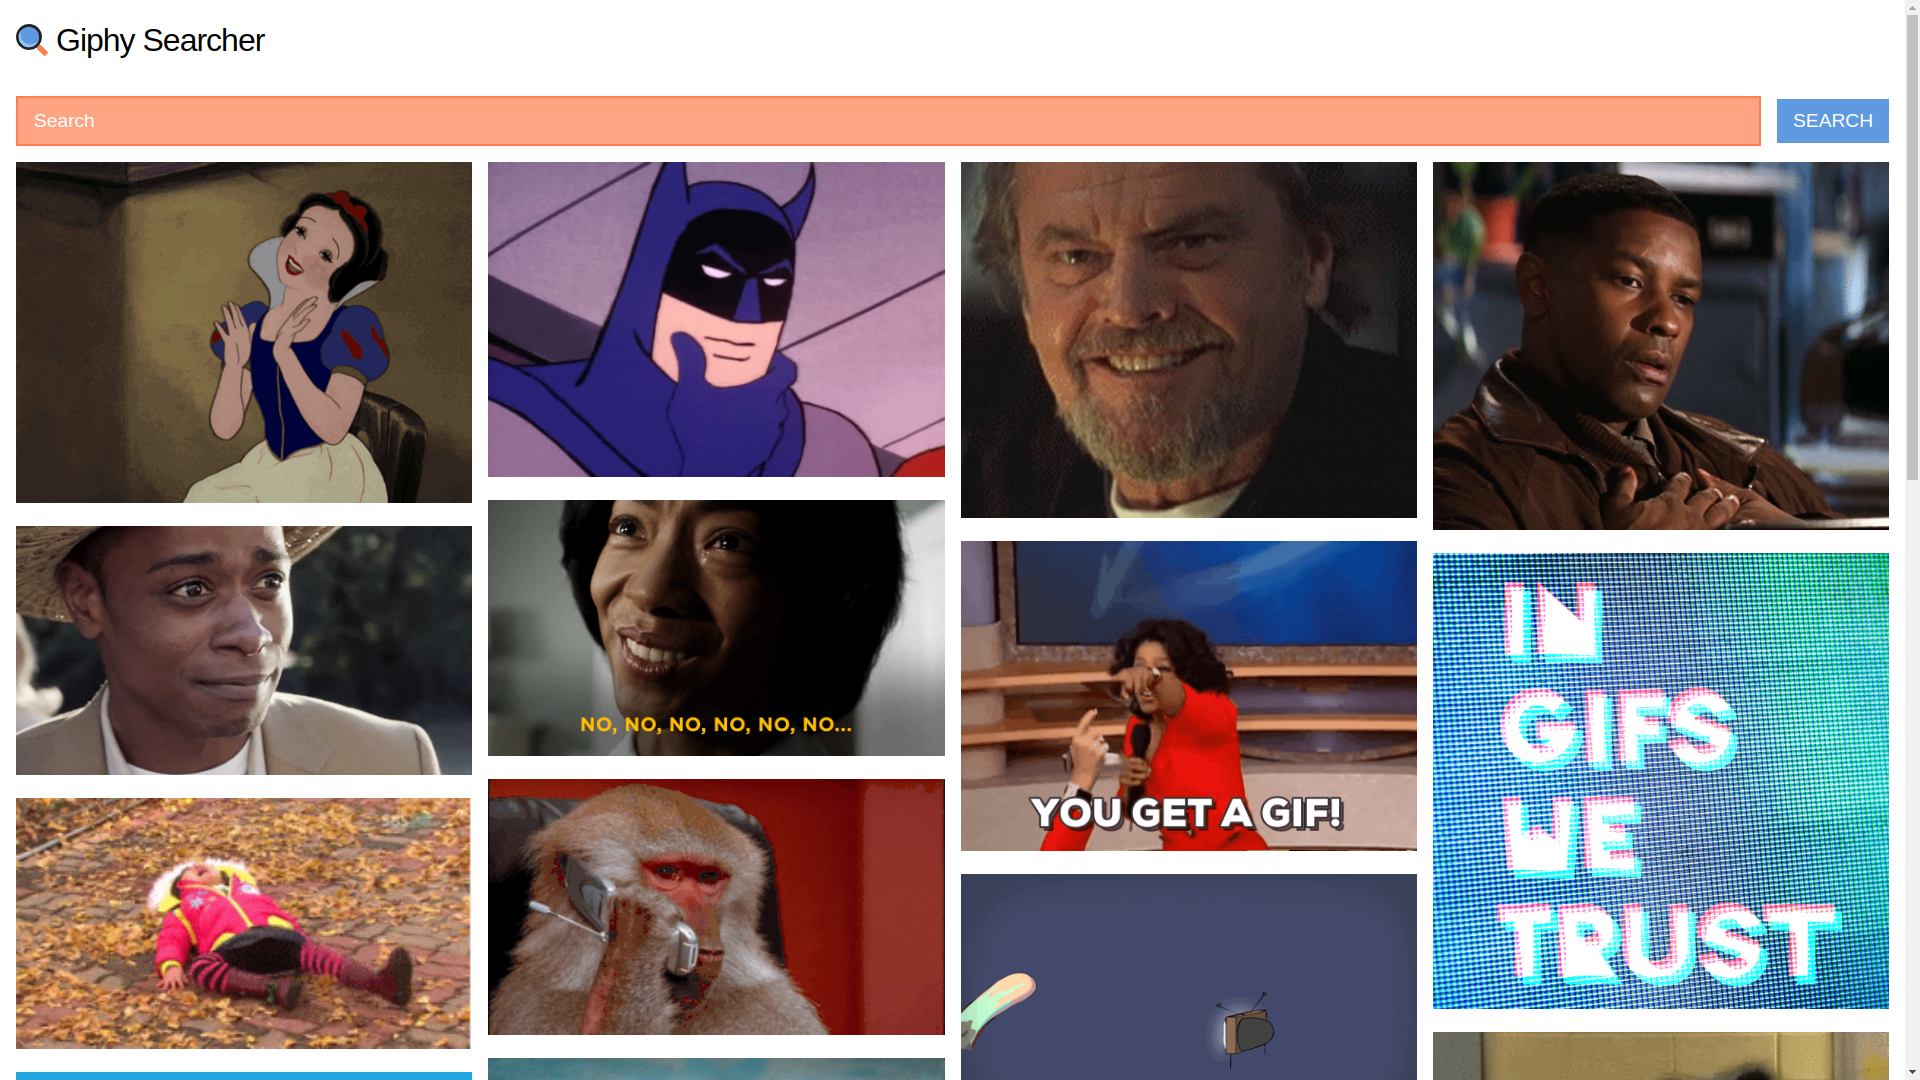 Giphy Searcher
Search
SEARCH
NO, NO, NO, NO, NO, NO...
YOU GET A GIF!
IN
GIFS
WE
TRUST